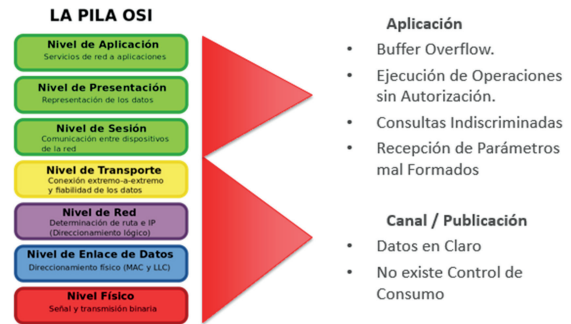 LA PILA OSI
Nivel de Aplicación
Servicios de red a aplicaciones
Nivel de Presentación
Representación de los datos
Nivel de Sesión
Comunicación entre dispositivos
de la red
Nivel de Transporte
Conexión extremo-a-extremo
y fiabilidad de los datos
Nivel de Red
Determinación de ruta e IP
(Direccionamiento lógico)
Nivel de Enlace de Datos
Direccionamiento físico (MAC y LLC)
Nivel Físico
Señal y transmisión binaria
Aplicación
• Buffer Overflow.
• Ejecución de Operaciones
sin Autorización.
• Consultas Indiscriminadas
• Recepción de Parámetros
mal Formados
Canal / Publicación
• Datos en Claro
• No existe Control de
Consumo